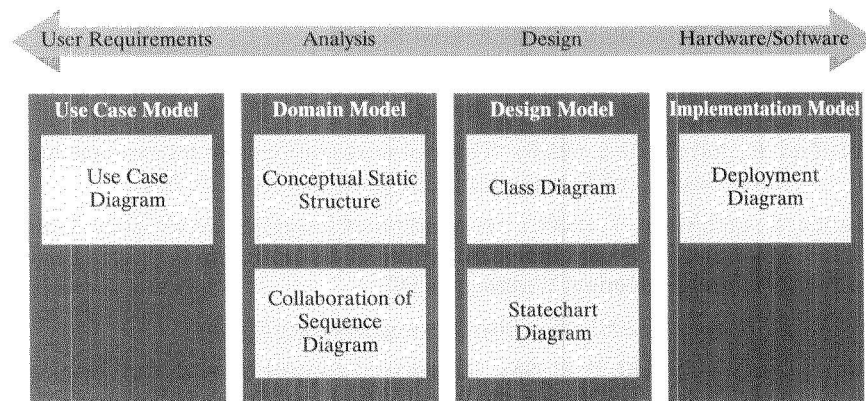 User Requirements Analysis Design Hardware/Software
Use Case Model Domain Model Design Model Implementation Model
Use Case
Diagram
Conceptual Static
Structure
Class Diagram
Deployment
Diagram
Collaboration of
Sequence
Diagram
Statechart
Diagram